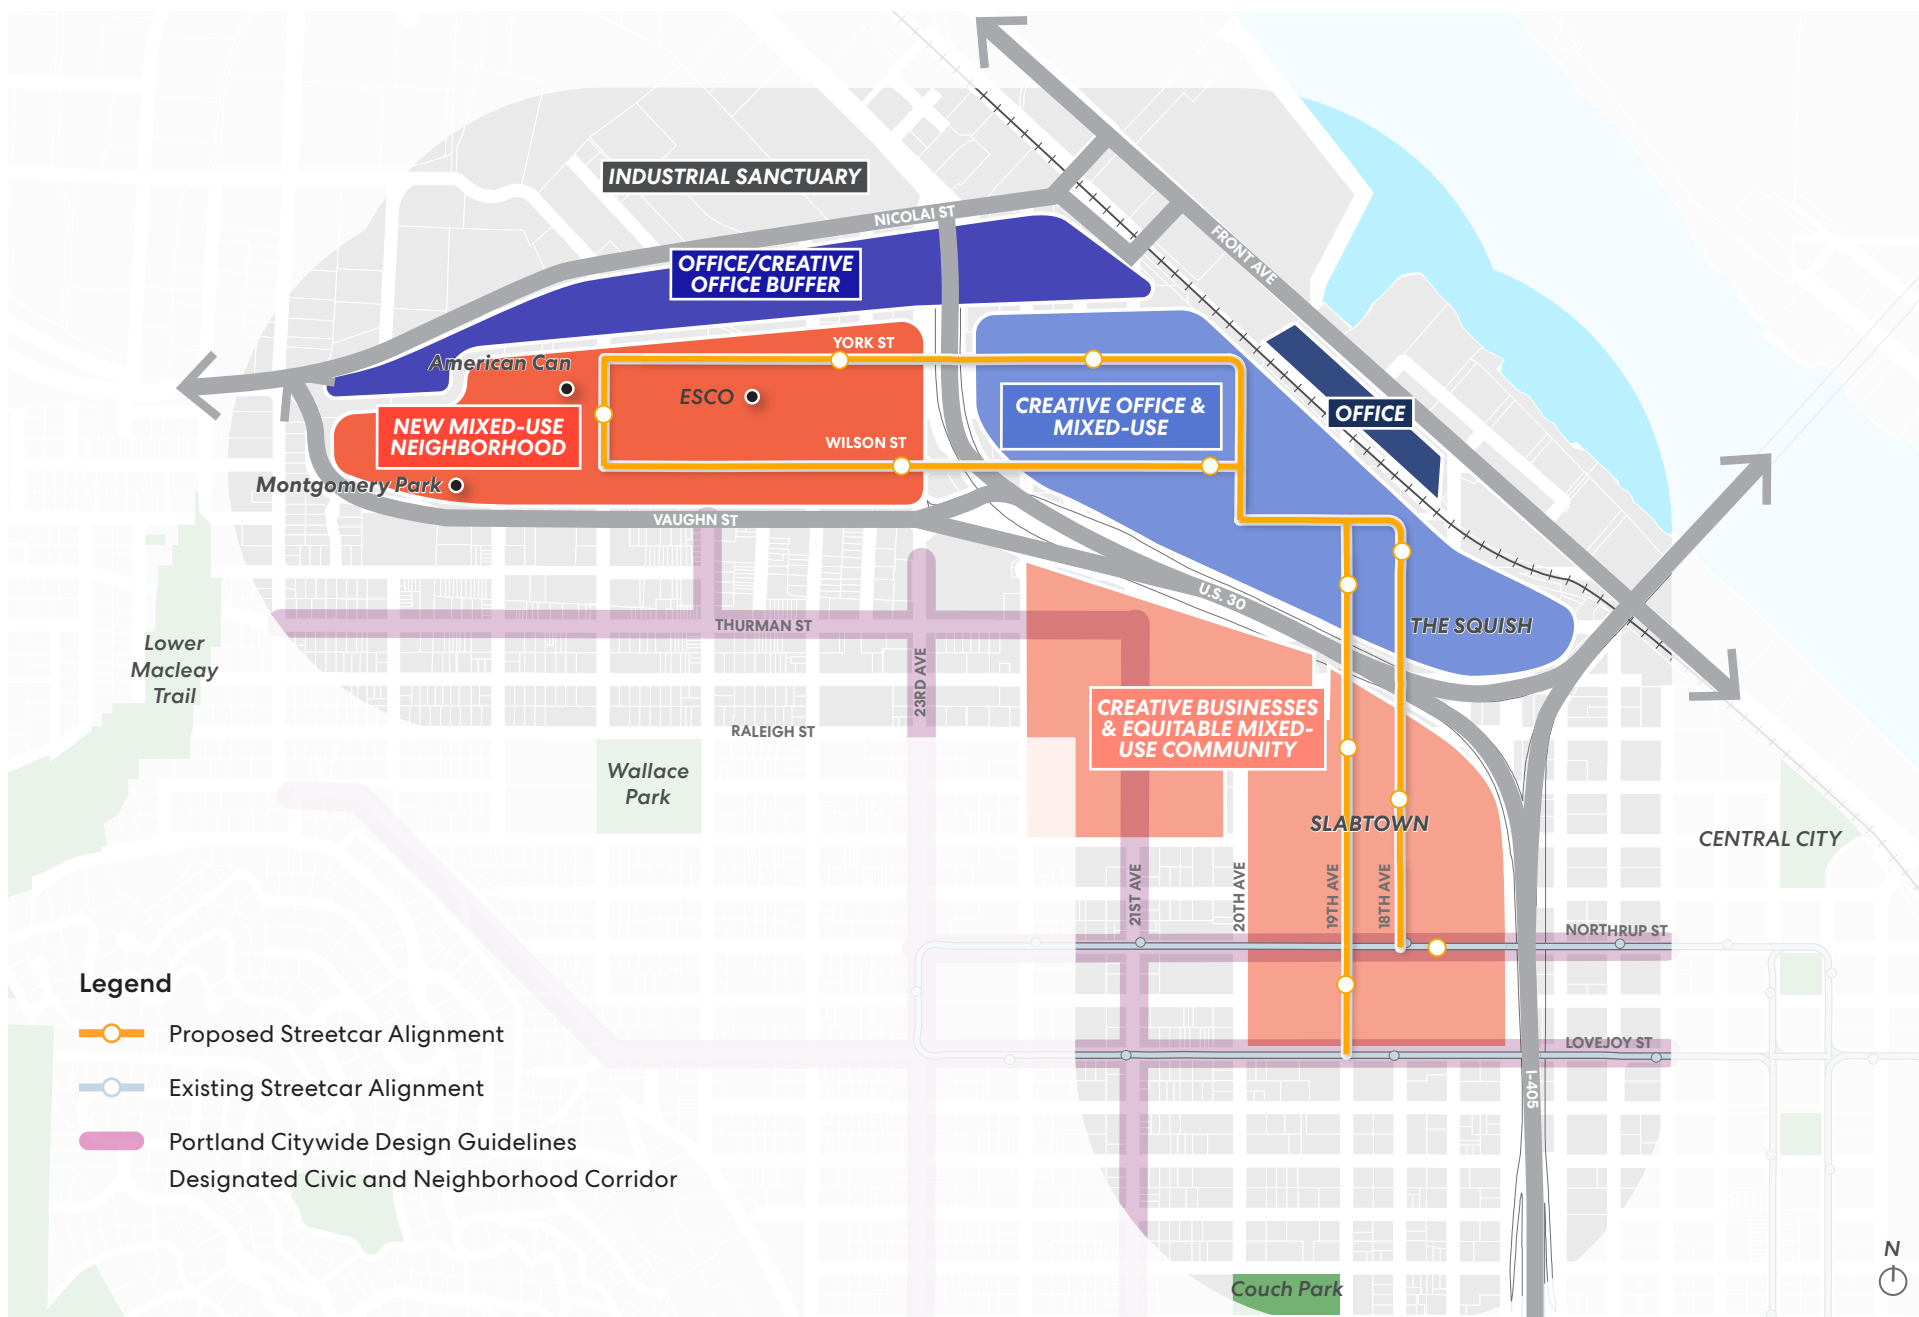 INDUSTRIAL SANCTUARY
NICOLAI ST
FRONT AVE
OFFICE/CREATIVE
OFFICE BUFFER
YORK ST
American Can
ESCO
CREATIVE OFFICE &
MIXED-USE
OFFICE
NEW MIXED-USE
NEIGHBORHOOD
WILSON ST
Montgomery Park
VAUGHN ST
U.S. 30
THURMAN ST
THE SQUISH
Lower
Macleay
Trail
23RD AVE
RALEIGH ST
CREATIVE BUSINESSES
& EQUITABLE MIXED-
USE COMMUNITY
Wallace
Park
SLABTOWN
CENTRAL CITY
21ST AVE
20TH AVE
19TH AVE
18TH AVE
NORTHRUP ST
LOVEJOY ST
I-405
Legend
Proposed Streetcar Alignment
Existing Streetcar Alignment
Portland Citywide Design Guidelines
Designated Civic and Neighborhood Corridor
Couch Park
N